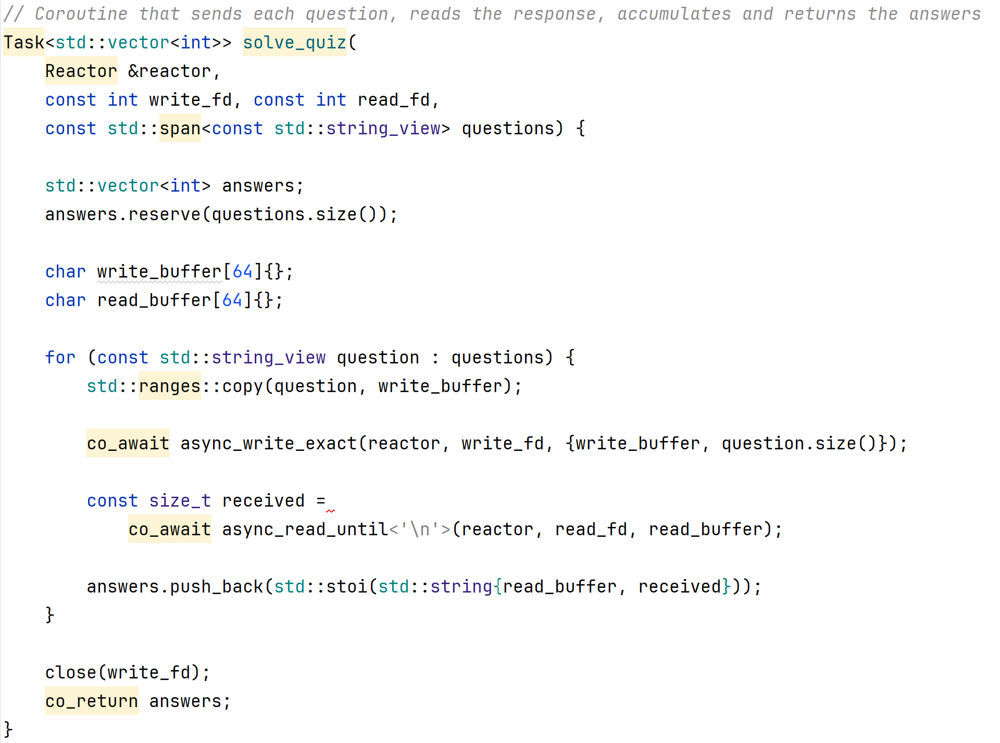 // Coroutine that sends each question, reads the response, accumulates and returns the answers
Task<std::vector<int>> solve_quiz(
    Reactor &reactor,
    const int write_fd, const int read_fd,
    const std::span<const std::string_view> questions) {

    std::vector<int> answers;
    answers.reserve(questions.size());

    char write_buffer[64]{};
    char read_buffer[64]{};

    for (const std::string_view question : questions) {
        std::ranges::copy(question, write_buffer);

        co_await async_write_exact(reactor, write_fd, {write_buffer, question.size()});

        const size_t received =
            co_await async_read_until<'\n'>(reactor, read_fd, read_buffer);

        answers.push_back(std::stoi(std::string{read_buffer, received}));
    }

    close(write_fd);
    co_return answers;
}